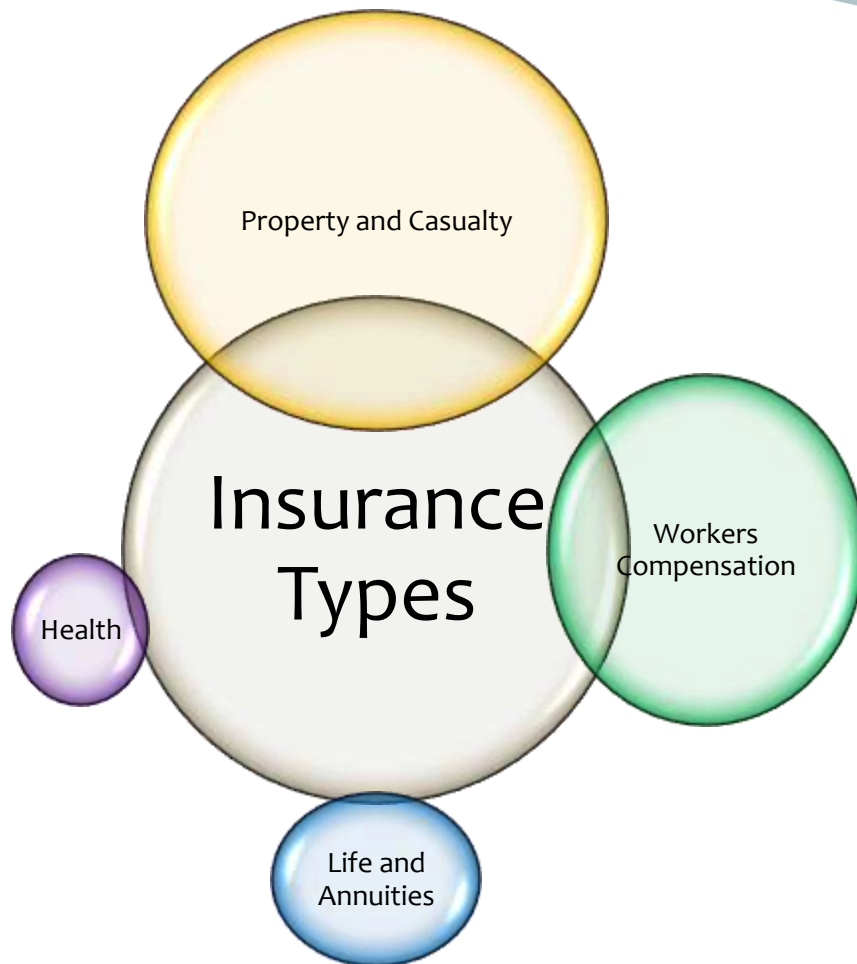 Property and Casualty
Insurance
Types
Workers
Compensation
Health
Life and
Annuities